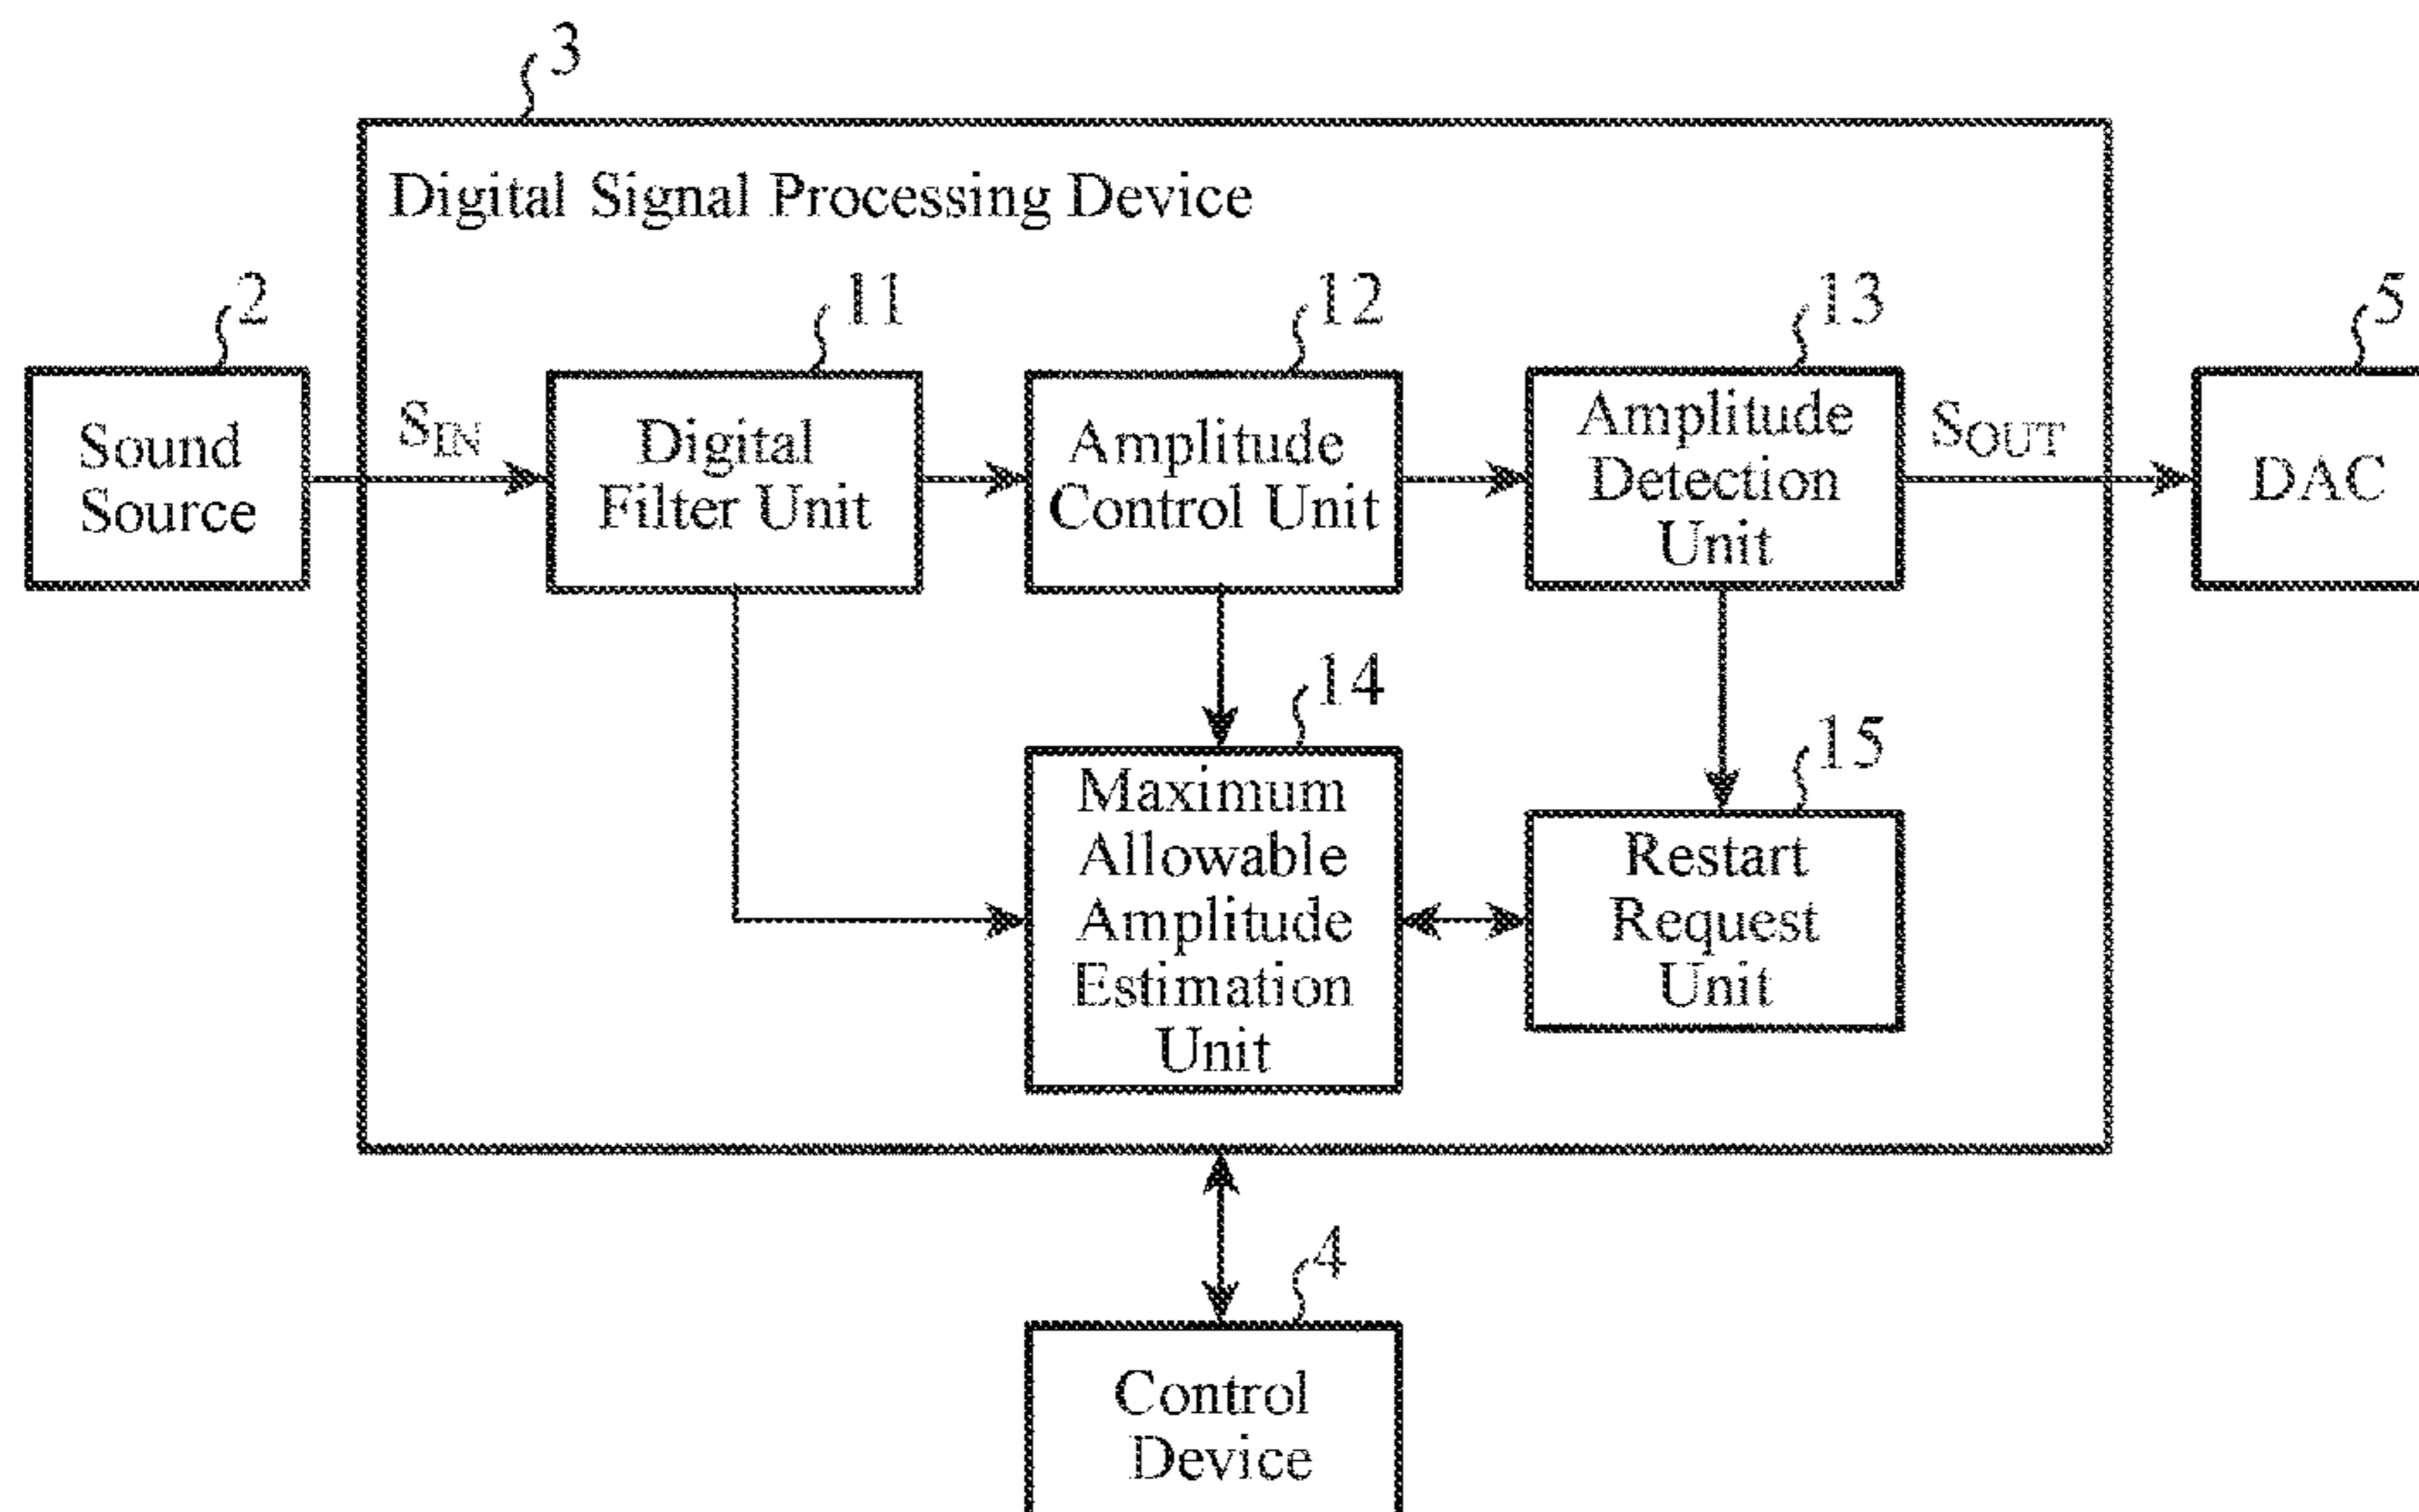 3
Digital Signal Processing Device
2
11
12
13
5
Sound
Source
SIN
Digital
Filter Unit
Amplitude
Control Unit
Amplitude
Detection
Unit
SOUT
DAC
14
15
Maximum
Allowable
Amplitude
Estimation
Unit
Restart
Request
Unit
4
Control
Device